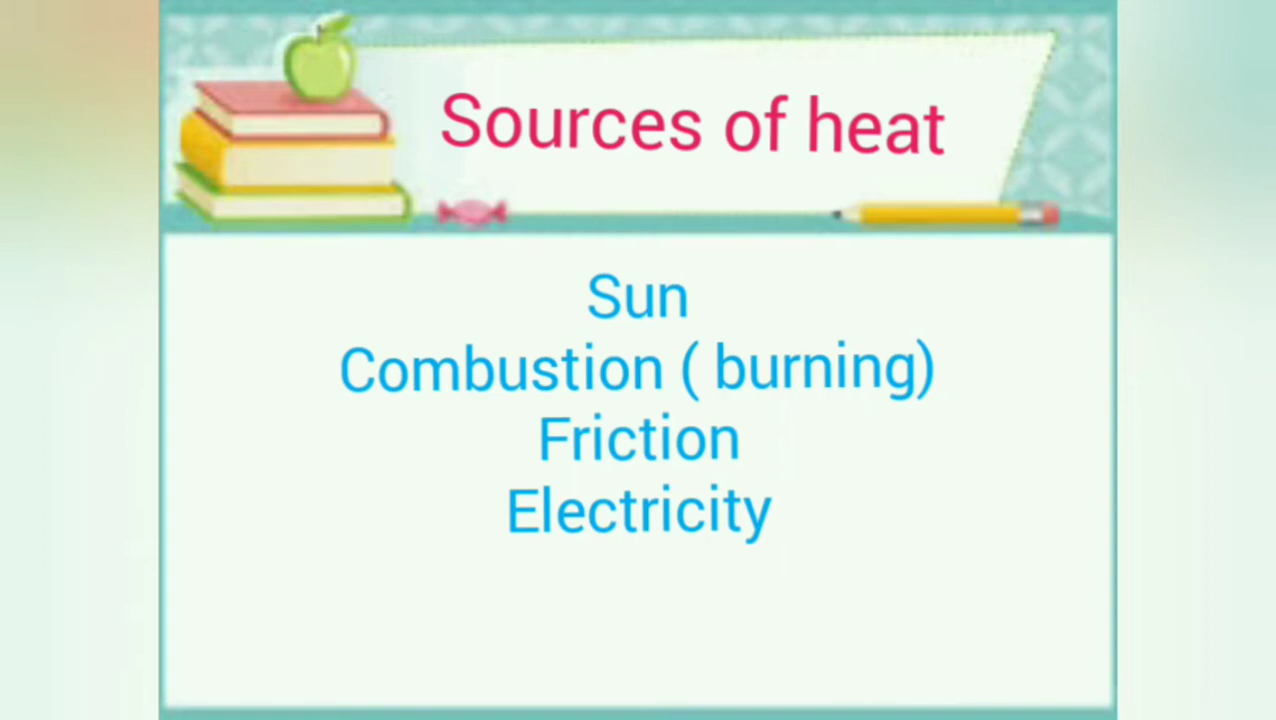 Sources of heat
Sun
Combustion ( burning)
Friction
Electricity